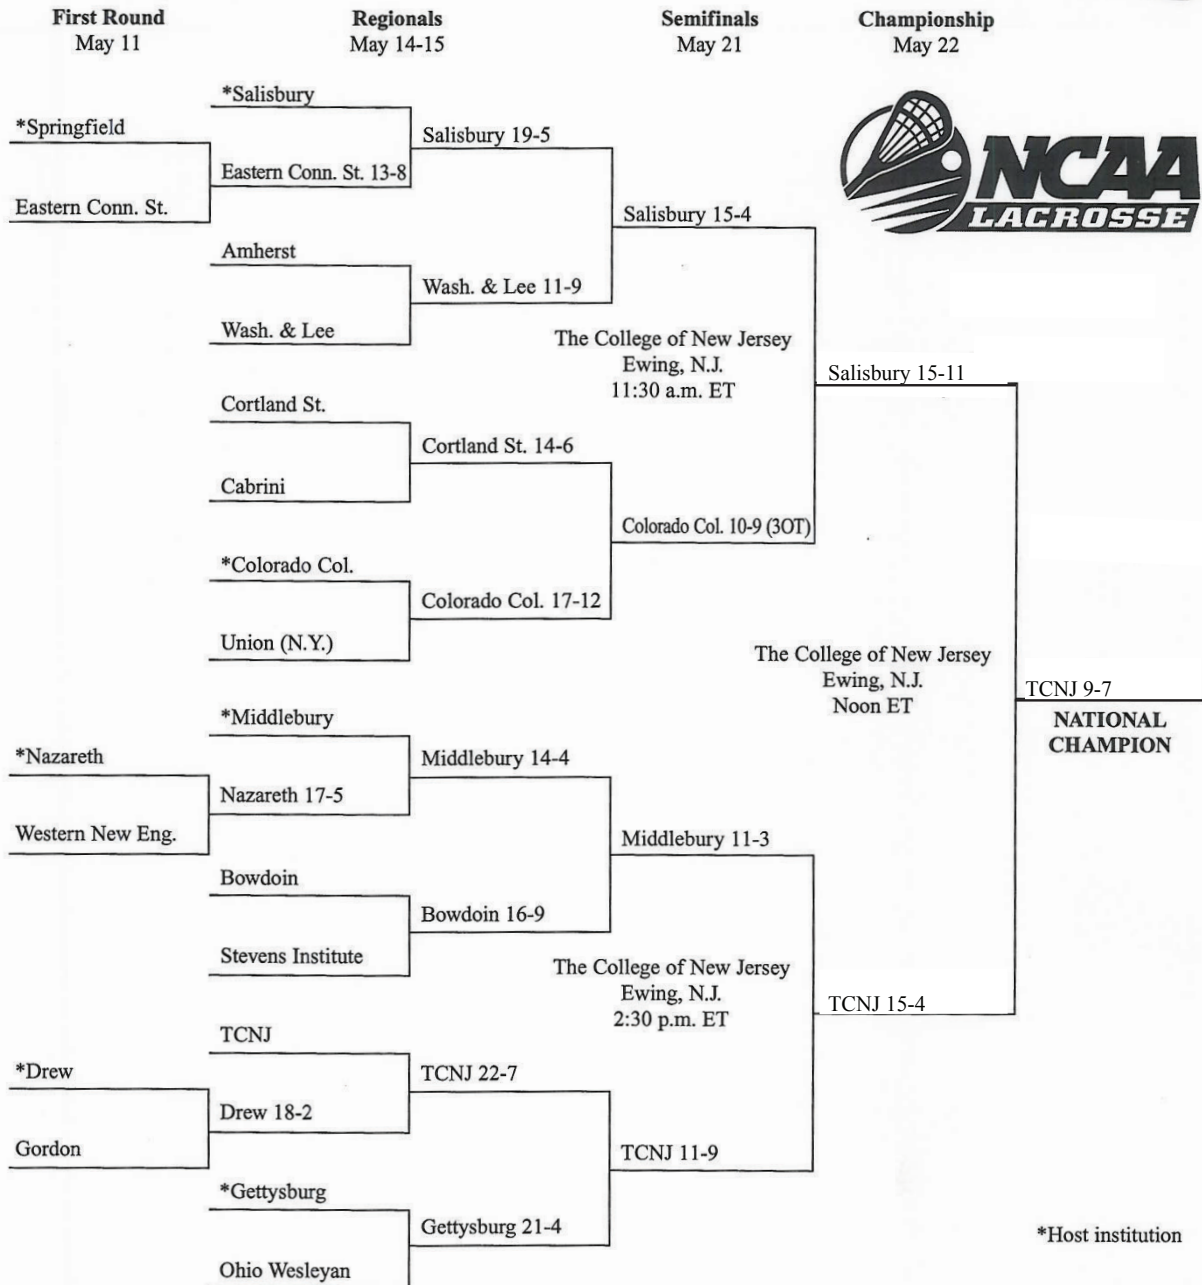 First Round
May 11
Regionals
May 14-15
Semifinals
May 21
Championship
May 22
*Springfield
Eastern Conn. St.
*Nazareth
Western New Eng.
*Drew
Gordon
*Salisbury
Eastern Conn. St. 13-8
Amherst
Wash. & Lee
Cortland St.
Cabrini
*Colorado Col.
Union (N.Y.)
*Middlebury
Nazareth 17-5
Bowdoin
Stevens Institute
TCNJ
Drew 18-2
*Gettysburg
Ohio Wesleyan
Salisbury 19-5
Wash. & Lee 11-9
Cortland St. 14-6
Colorado Col. 17-12
Middlebury 14-4
Bowdoin 16-9
TCNJ 22-7
Gettysburg 21-4
Salisbury 15-4
The College of New Jersey
Ewing, N.J.
11:30 a.m. ET
Colorado Col. 10-9 (3OT)
Middlebury 11-3
The College of New Jersey
Ewing, N.J.
2:30 p.m. ET
TCNJ 11-9
NCAA
LACROSSE
Salisbury 15-11
The College of New Jersey
Ewing, N.J.
Noon ET
TCNJ 15-4
TCNJ 9-7
NATIONAL
CHAMPION
*Host institution